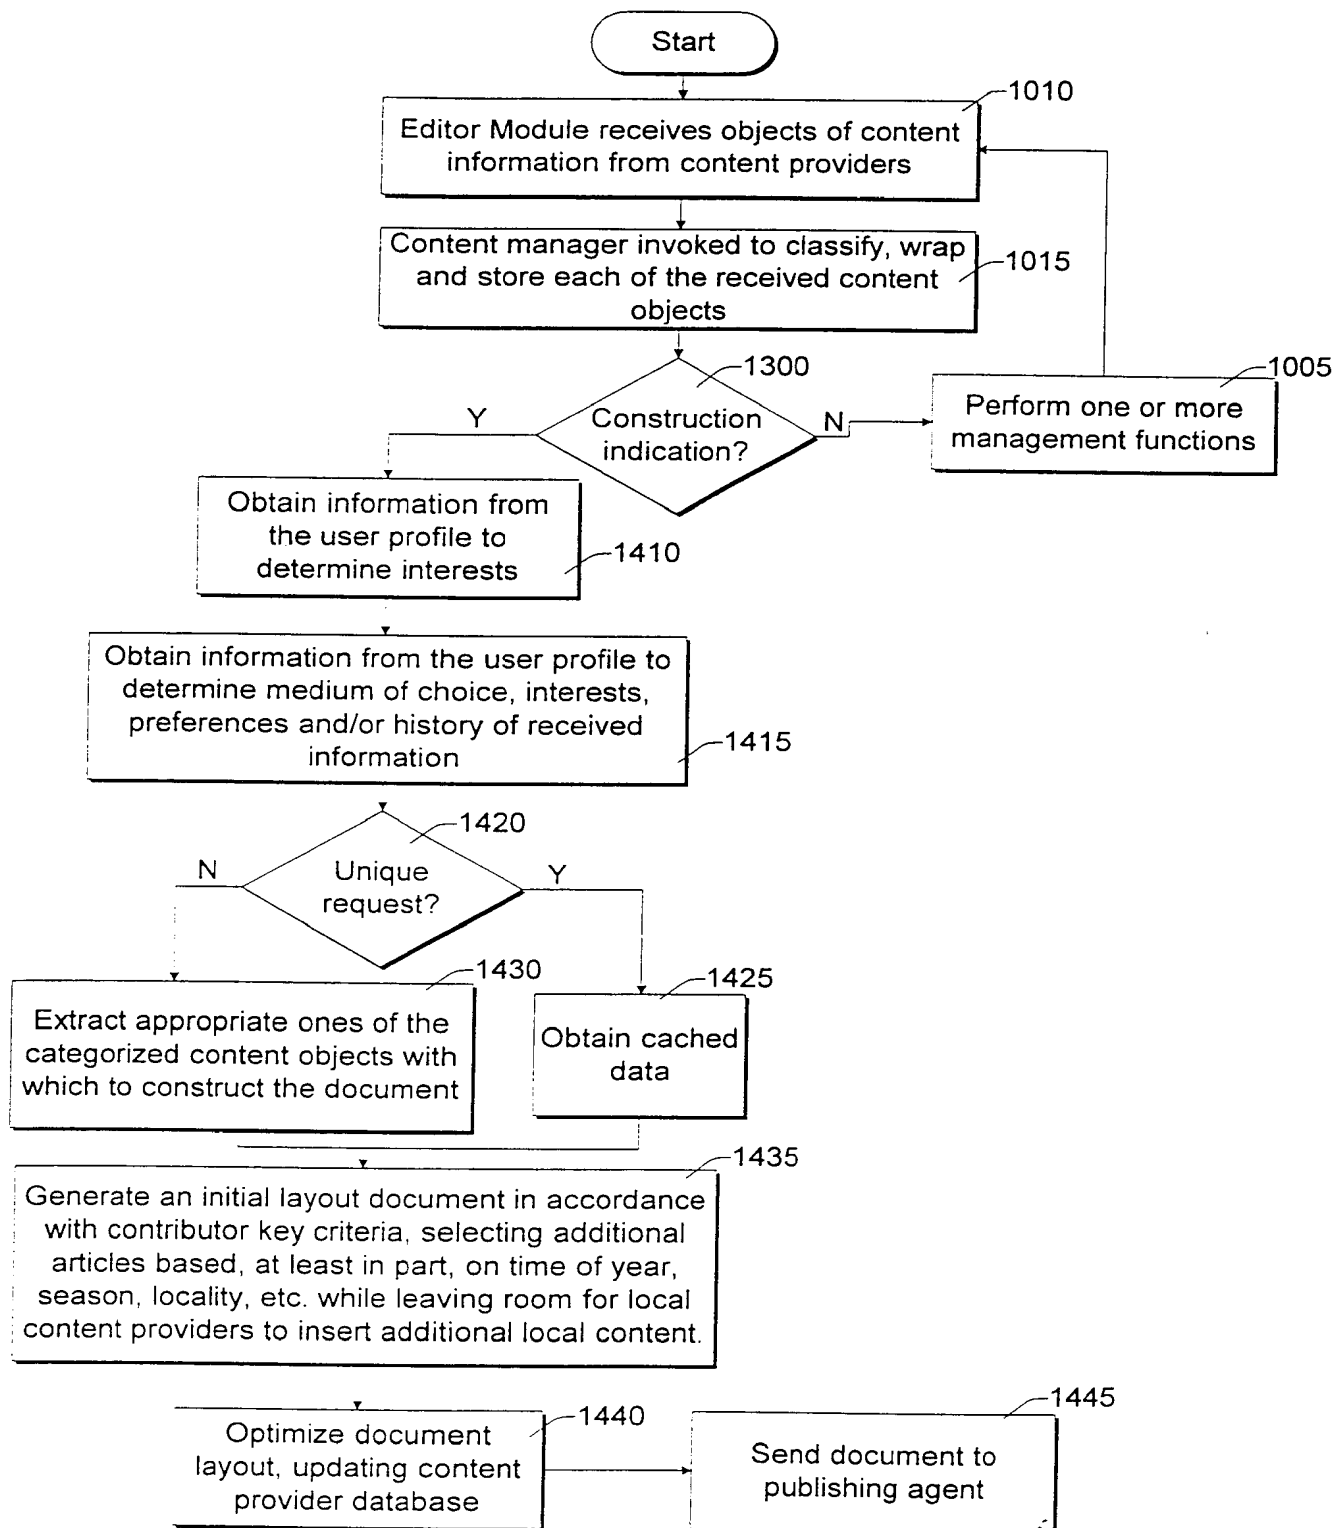 Start
1010
Editor Module receives objects of content
information from content providers
Content manager invoked to classify, wrap
and store each of the received content
objects
1015
1300
Construction
indication?
Y
N
1005
Perform one or more
management functions
Obtain information from
the user profile to
determine interests
1410
Obtain information from the user profile to
determine medium of choice, interests,
preferences and/or history of received
information
1415
1420
Unique
request?
N
Y
1430
Extract appropriate ones of the
categorized content objects with
which to construct the document
1425
Obtain cached
data
1435
Generate an initial layout document in accordance
with contributor key criteria, selecting additional
articles based, at least in part, on time of year,
season, locality, etc. while leaving room for local
content providers to insert additional local content.
1440
Optimize document
layout, updating content
provider database
1445
Send document to
publishing agent